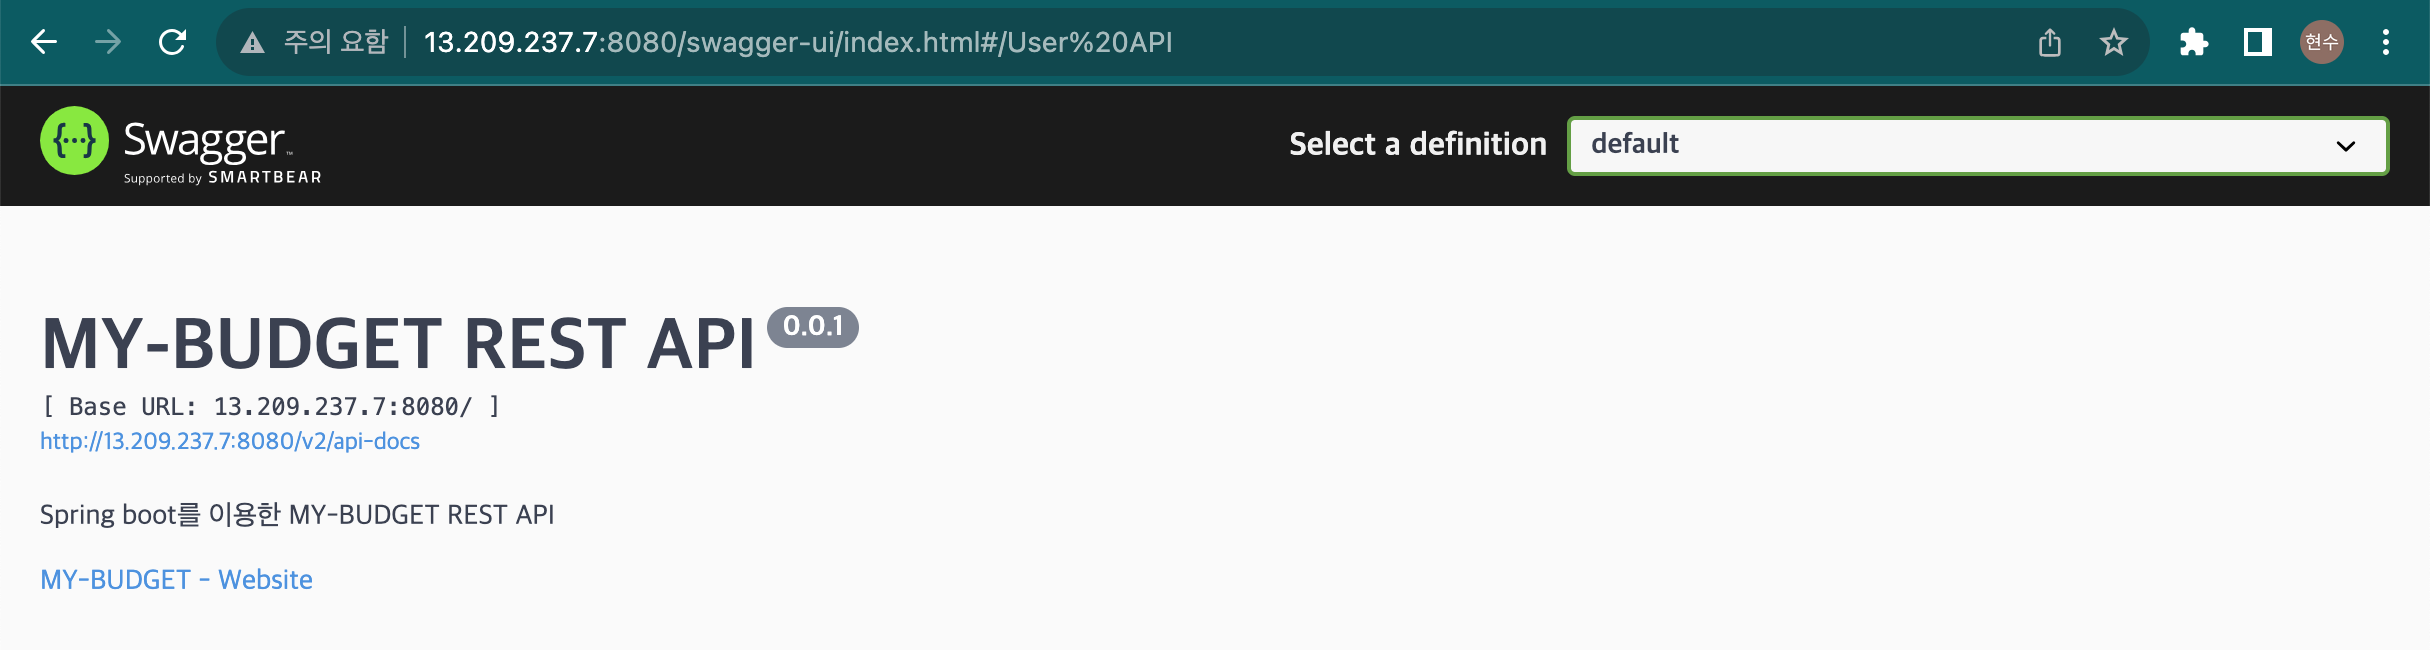 주의 요함 13.209.237.7:8080/swagger-ui/index.html#/User%20API
현수
{...} Swagger™
Supported by SMARTBEAR
Select a definition default
MY-BUDGET REST API 0.0.1
[ Base URL: 13.209.237.7:8080/ ]
http://13.209.237.7:8080/v2/api-docs
Spring boot를 이용한 MY-BUDGET REST API
MY-BUDGET - Website